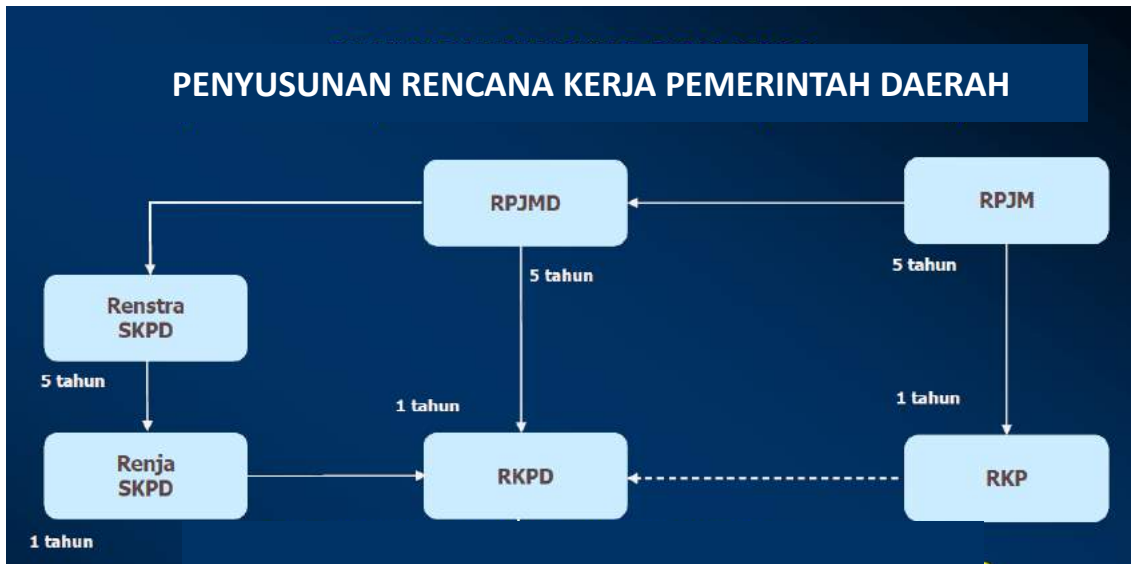 PENYUSUNAN RENCANA KERJA PEMERINTAH DAERAH
RPJMD
RPJM
5 tahun
5 tahun
Renstra
SKPD
5 tahun
1 tahun
1 tahun
Renja
SKPD
RKPD
RKP
1 tahun